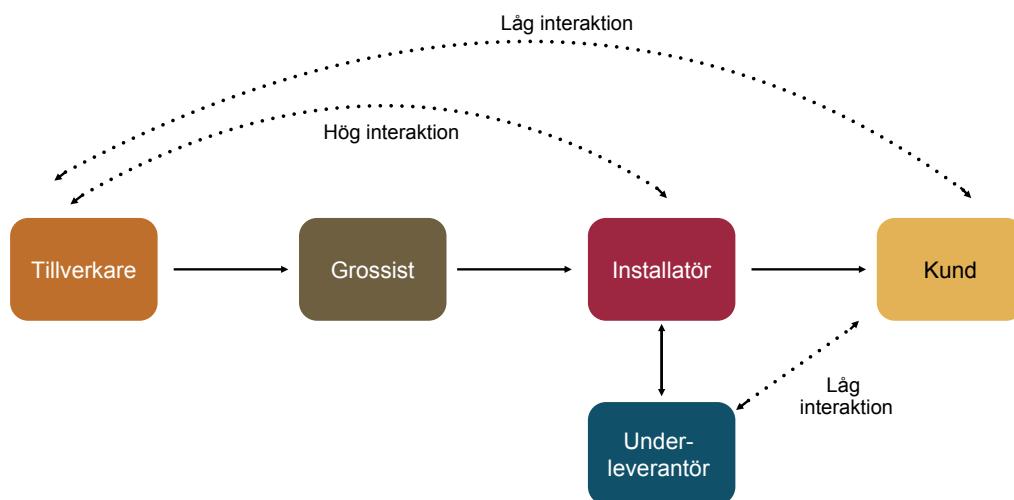 Låg interaktion
Hög interaktion
Tillverkare
Grossist
Installatör
Kund
Låg
interaktion
Under-
leverantör